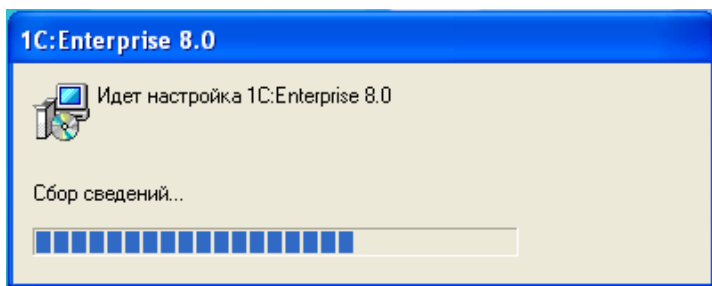 1C:Enterprise 8.0
Идет настройка 1C:Enterprise 8.0
Сбор сведений...